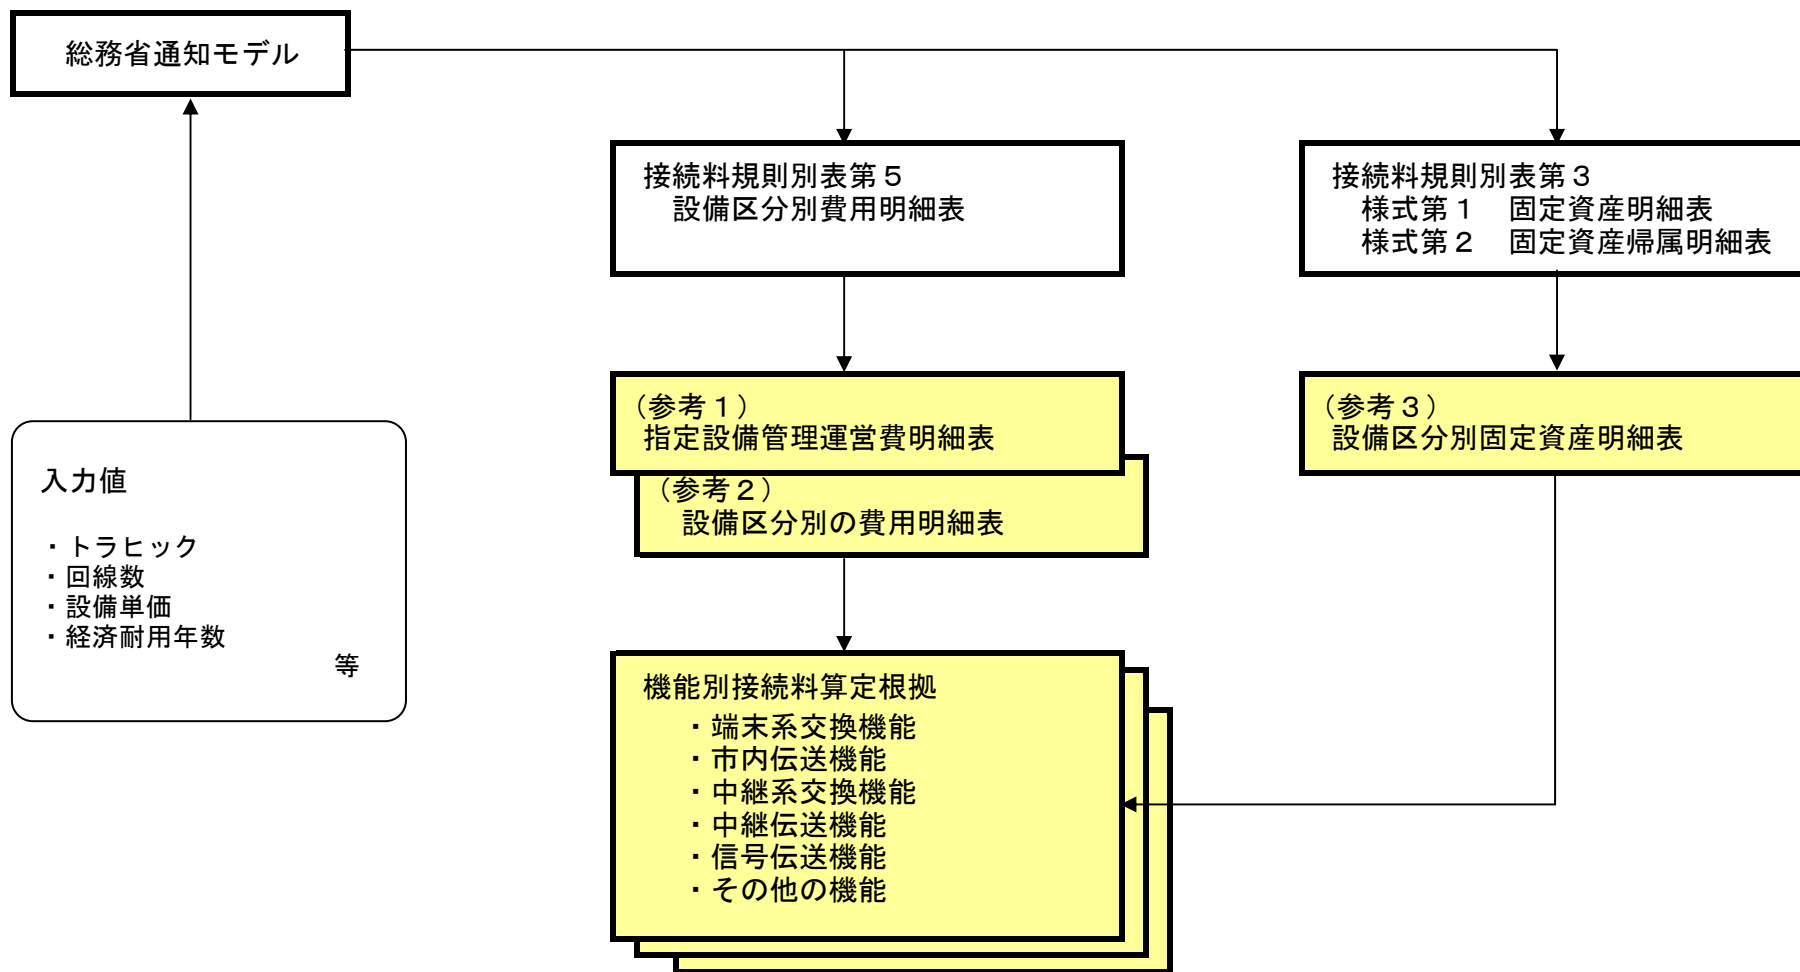 総務省通知モデル
接続料規則別表第５
設備区分別費用明細表
接続料規則別表第３
様式第１　固定資産明細表
様式第２　固定資産帰属明細表
（参考１）
指定設備管理運営費明細表
（参考２）
設備区分別の費用明細表
（参考３）
設備区分別固定資産明細表
入力値
・トラヒック
・回線数
・設備単価
・経済耐用年数
等
機能別接続料算定根拠
・端末系交換機能
・市内伝送機能
・中継系交換機能
・中継伝送機能
・信号伝送機能
・その他の機能